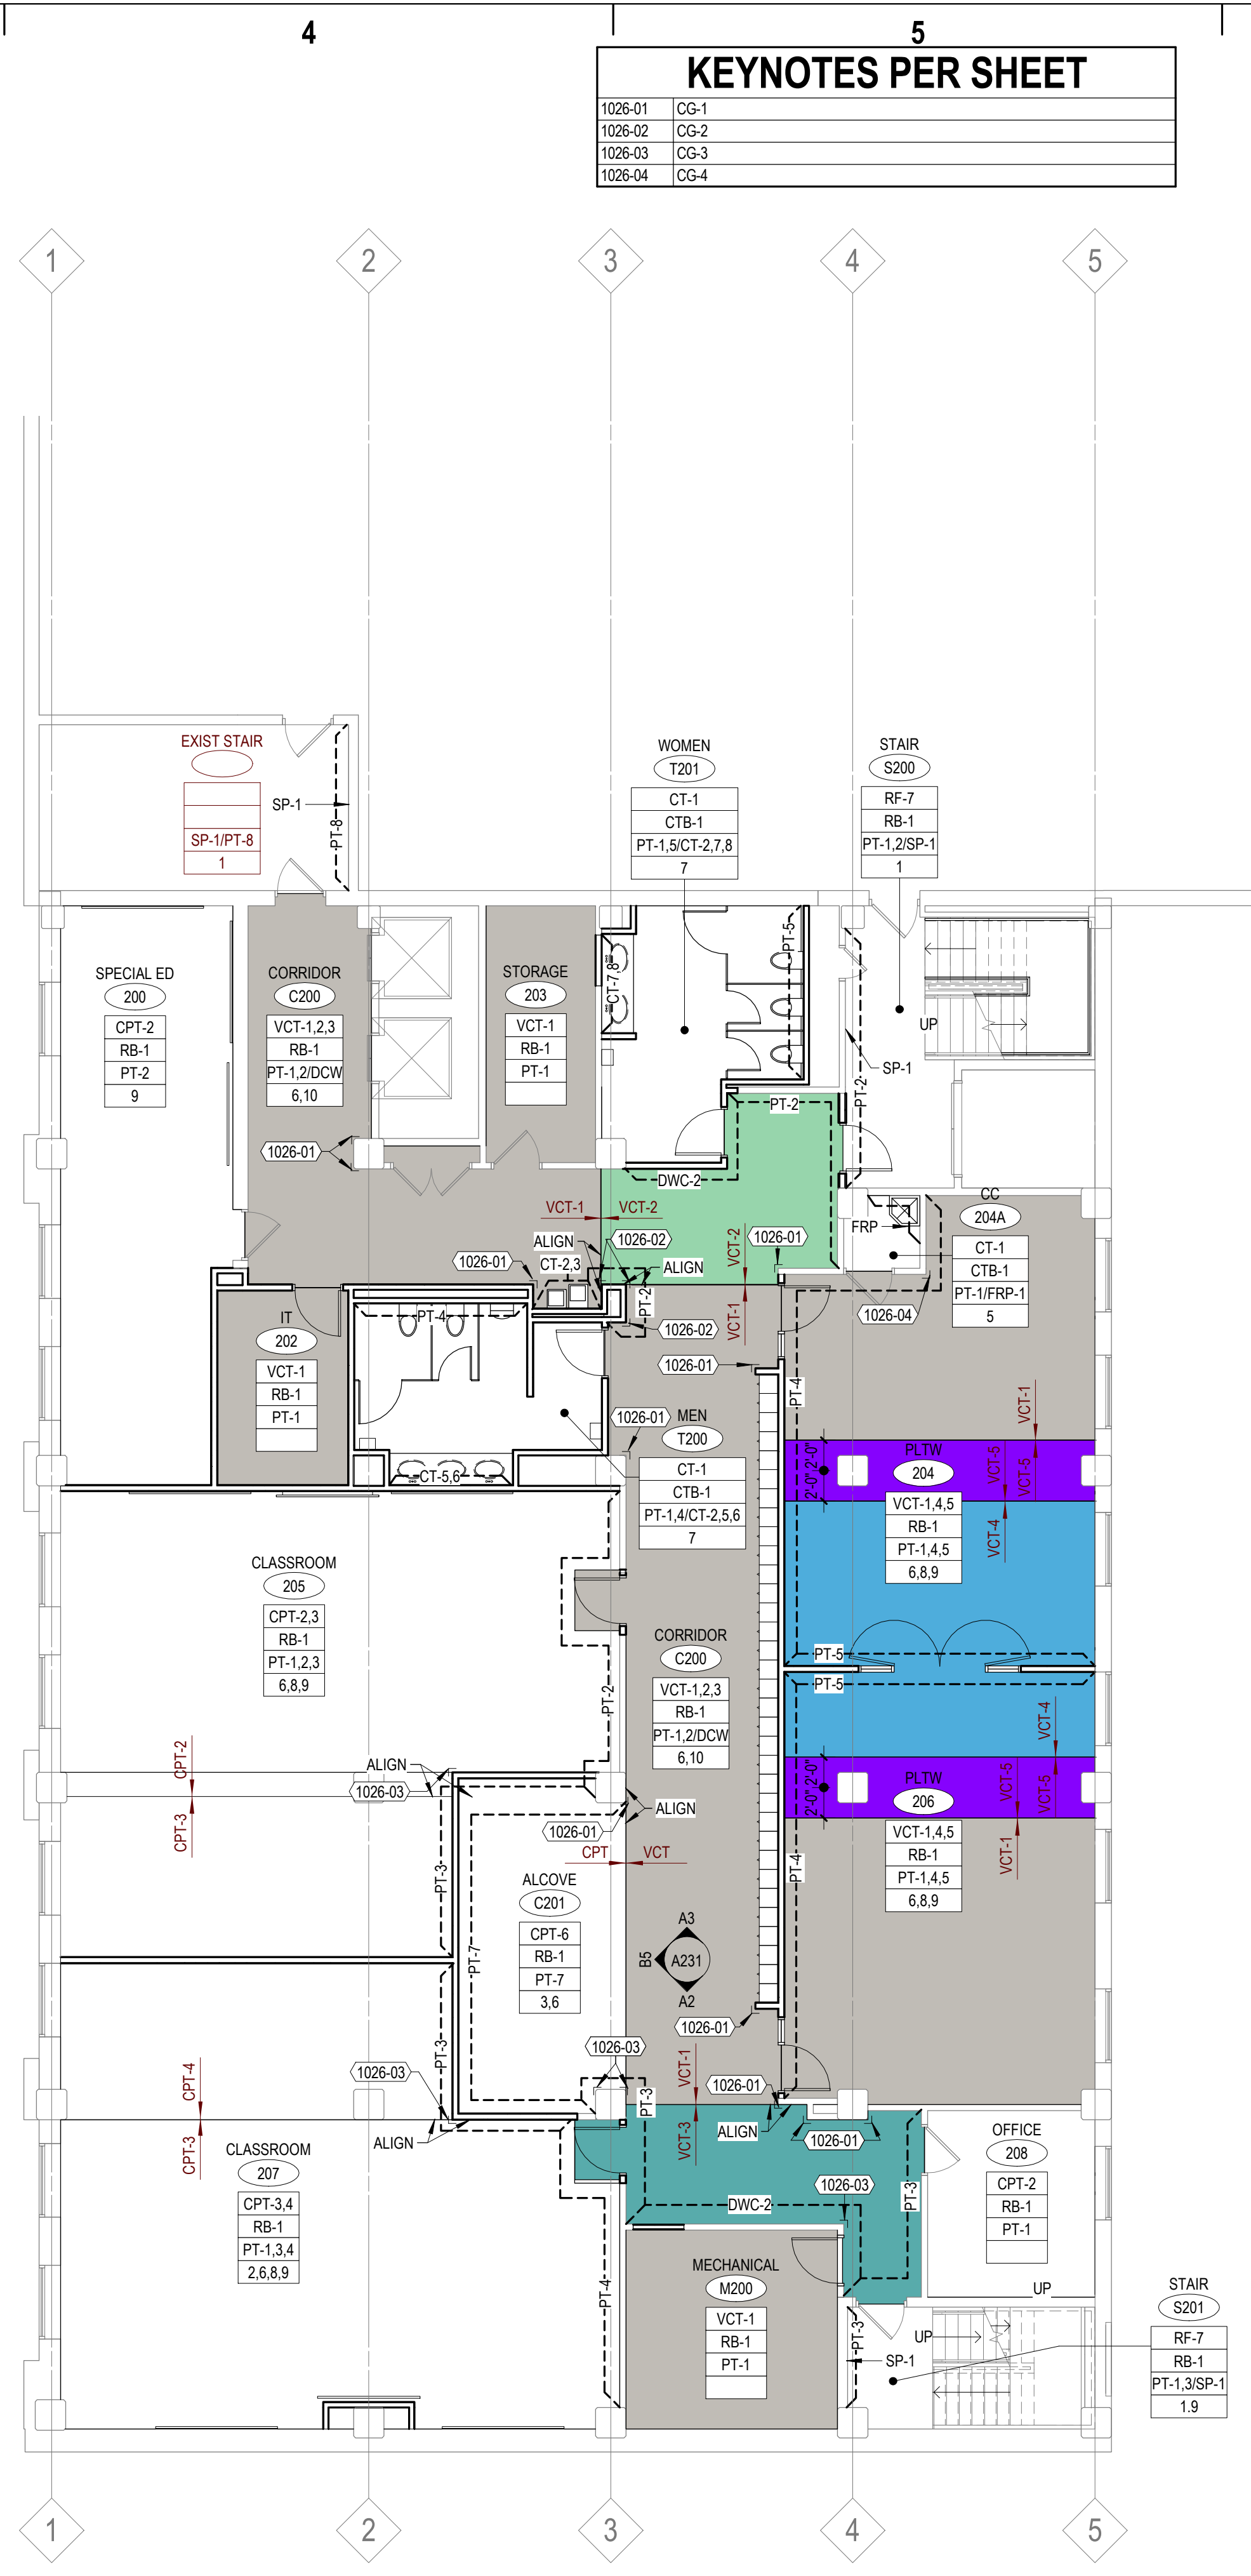 4
5
KEYNOTES PER SHEET
1026-01 CG-1
1026-02 CG-2
1026-03 CG-3
1026-04 CG-4
1
2
3
4
5
EXIST STAIR
SP-1/PT-8
1
SP-1
PT-8
WOMEN
T201
CT-1
CTB-1
PT-1,5/CT-2,7,8
7
STAIR
S200
RF-7
RB-1
PT-1,2/SP-1
1
SPECIAL ED
200
CPT-2
RB-1
PT-2
9
CORRIDOR
C200
VCT-1,2,3
RB-1
PT-1,2/DCW
6,10
STORAGE
203
VCT-1
RB-1
PT-1
CT-7,8
PT-5
UP
SP-1
PT-2
PT-2
1026-01
DWC-2
VCT-1
VCT-2
ALIGN
1026-02
VCT-2
1026-01
FRP
CC
204A
CT-1
CTB-1
PT-1/FRP-1
5
1026-01
CT-2,3
ALIGN
PT-2
VCT-1
1026-04
PT-4
IT
202
VCT-1
RB-1
PT-1
1026-02
1026-01
PT-4
1026-01
MEN
T200
CT-1
CTB-1
PT-1,4/CT-2,5,6
7
CT-5,6
VCT-1
2'-0"
2'-0"
PLTW
204
VCT-1,4,5
RB-1
PT-1,4,5
6,8,9
VCT-5
VCT-5
VCT-4
CLASSROOM
205
CPT-2,3
RB-1
PT-1,2,3
6,8,9
PT-2
CORRIDOR
C200
VCT-1,2,3
RB-1
PT-1,2/DCW
6,10
PT-5
PT-5
VCT-4
CPT-2
CPT-3
ALIGN
1026-03
ALIGN
1026-01
CPT
VCT
2'-0"
2'-0"
PLTW
206
VCT-1,4,5
RB-1
PT-1,4,5
6,8,9
VCT-5
VCT-5
VCT-1
PT-4
PT-3
PT-7
ALCOVE
C201
CPT-6
RB-1
PT-7
3,6
A3
B5
A231
A2
1026-01
1026-03
CPT-4
CPT-3
PT-3
1026-03
PT-3
VCT-1
VCT-3
1026-01
ALIGN
1026-01
ALIGN
CLASSROOM
207
CPT-3,4
RB-1
PT-1,3,4
2,6,8,9
1026-03
PT-3
DWC-2
OFFICE
208
CPT-2
RB-1
PT-1
PT-4
MECHANICAL
M200
VCT-1
RB-1
PT-1
UP
UP
PT-3
SP-1
STAIR
S201
RF-7
RB-1
PT-1,3/SP-1
1.9
1
2
3
4
5